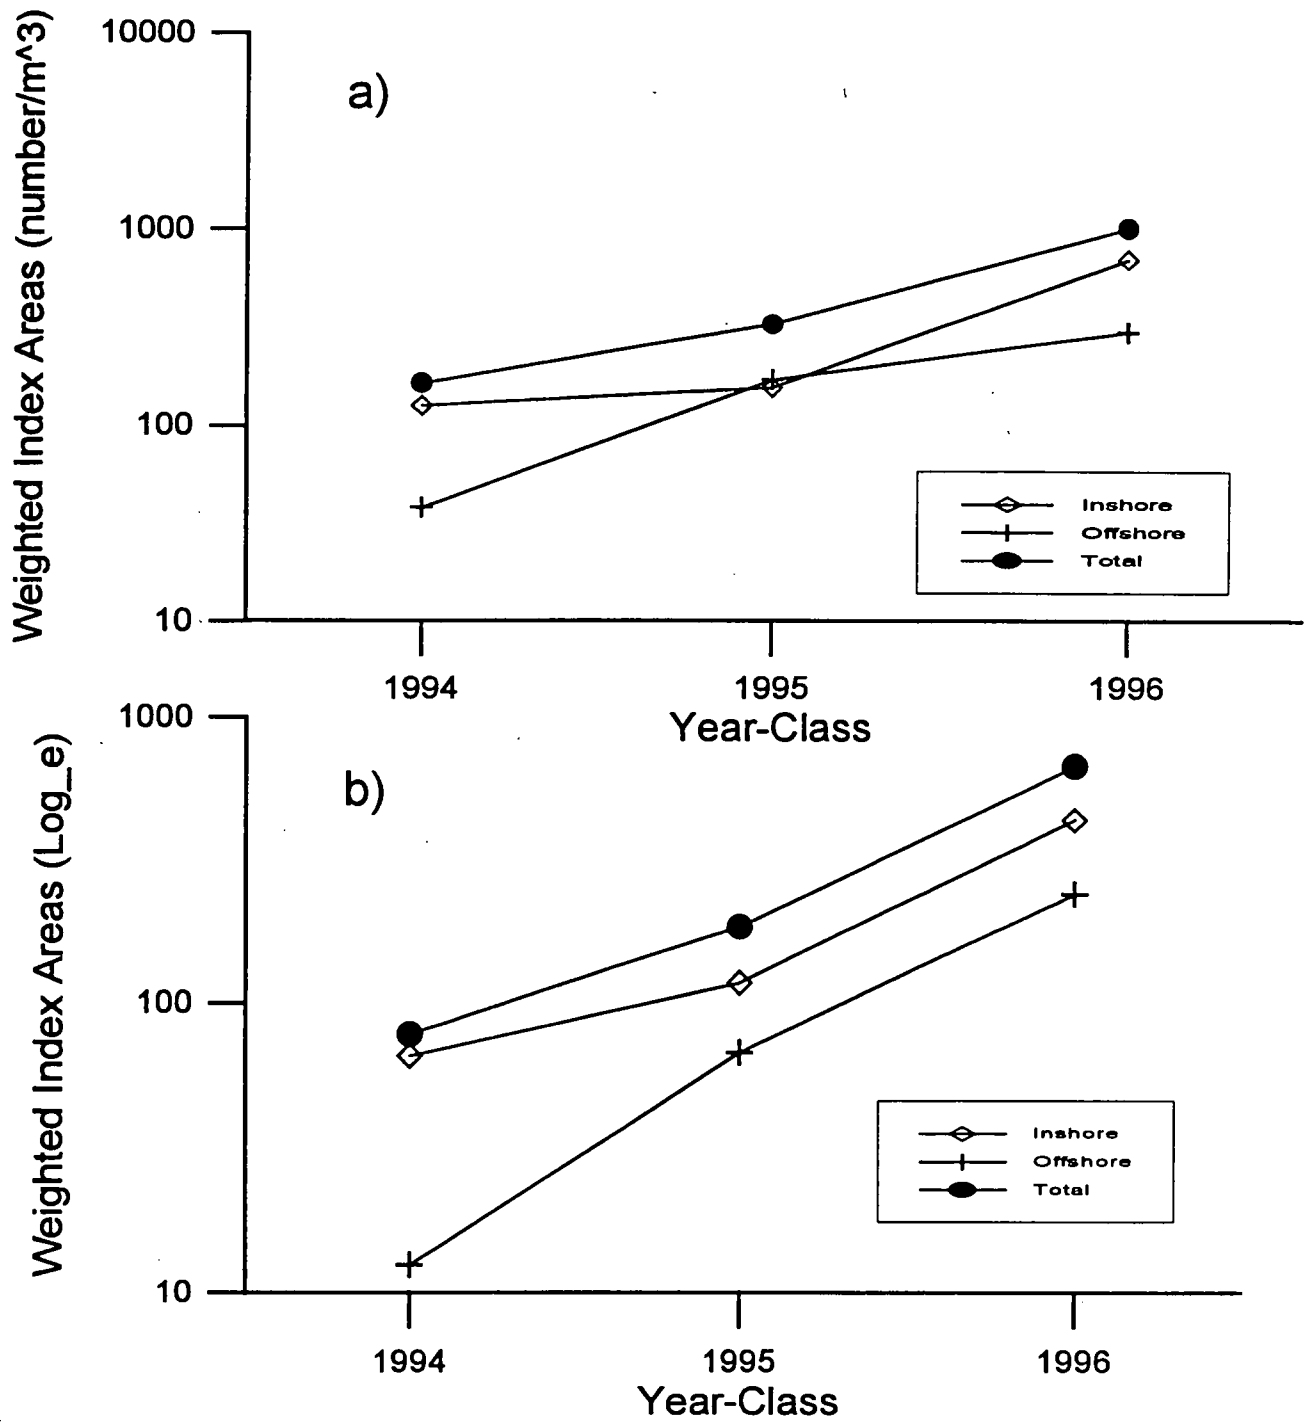 Weighted Index Areas (number/m^3)
10000
1000
100
10
a)
Inshore
Offshore
Total
1994
1995
1996
Year-Class
Weighted Index Areas (Log_e)
1000
100
10
b)
Inshore
Offshore
Total
1994
1995
1996
Year-Class